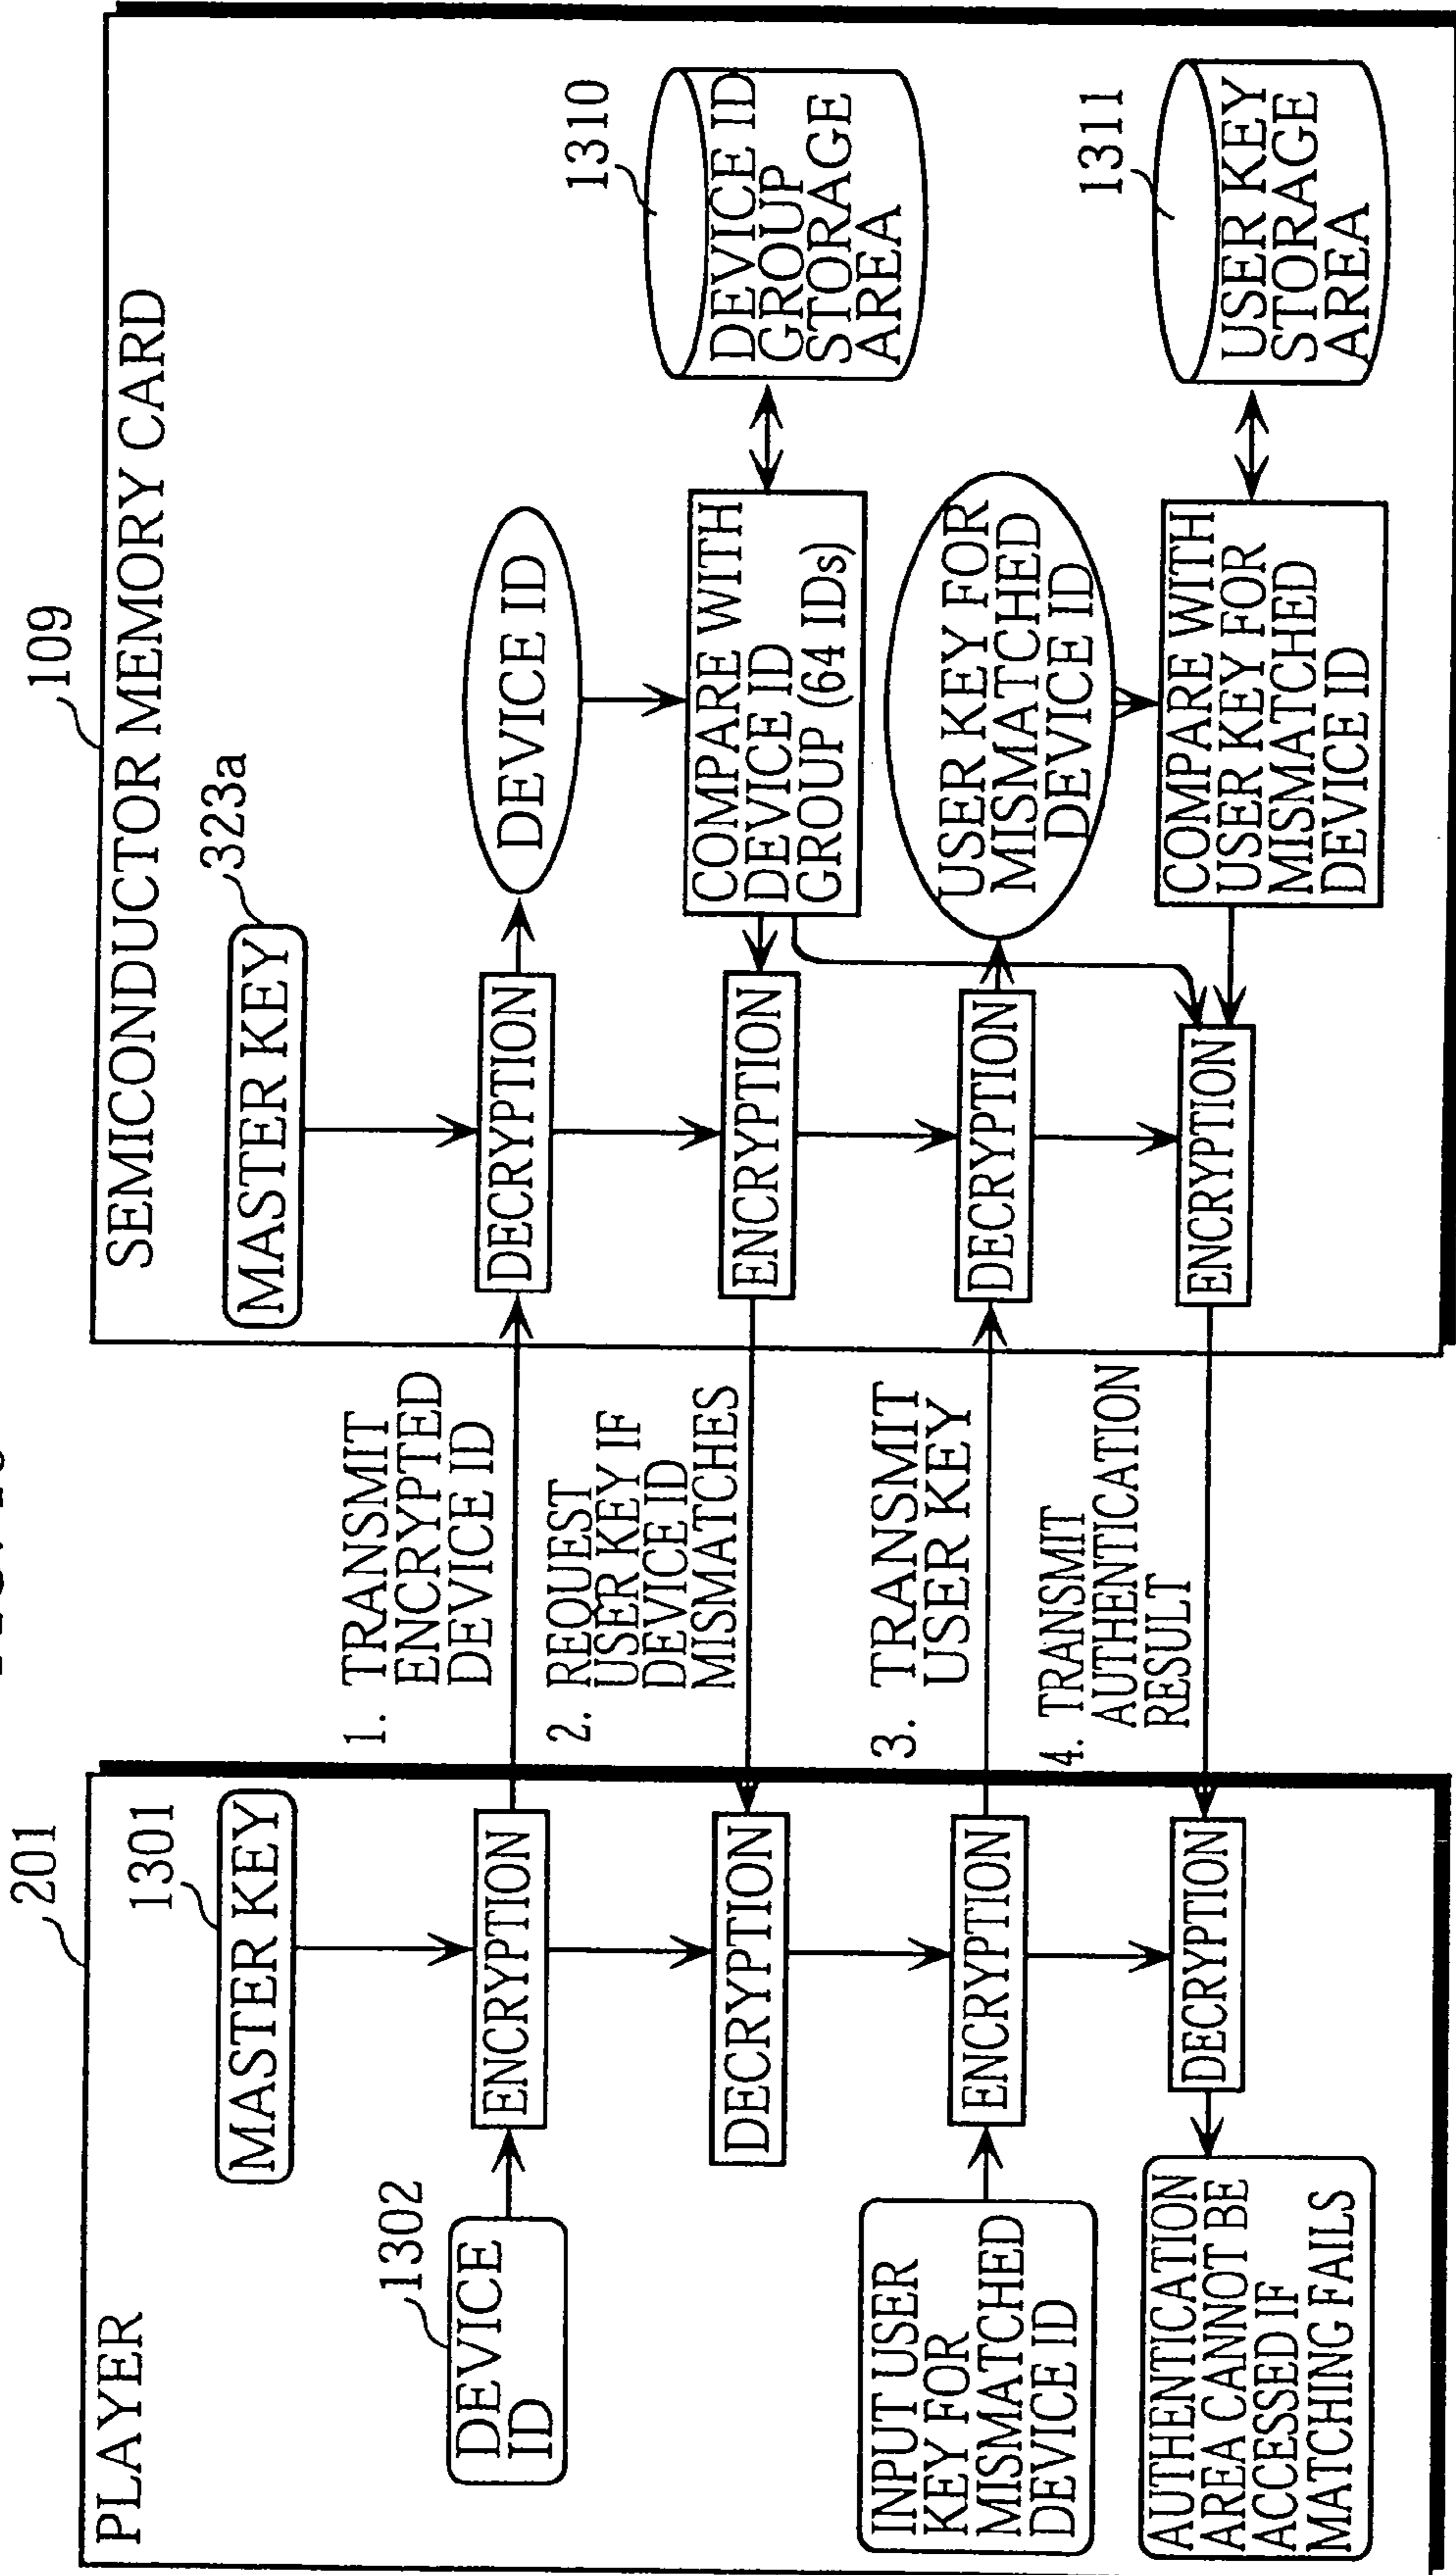 201
PLAYER
1301
MASTER KEY
1302
DEVICE
ID
ENCRYPTION
DECRYPTION
INPUT USER
KEY FOR
MISMATCHED
DEVICE ID
ENCRYPTION
DECRYPTION
AUTHENTICATION
AREA CANNOT BE
ACCESSED IF
MATCHING FAILS
1. TRANSMIT
ENCRYPTED
DEVICE ID
2. REQUEST
USER KEY IF
DEVICE ID
MISMATCHES
3. TRANSMIT
USER KEY
4. TRANSMIT
AUTHENTICATION
RESULT
109
SEMICONDUCTOR MEMORY CARD
323a
MASTER KEY
DECRYPTION
DEVICE ID
ENCRYPTION
COMPARE WITH
DEVICE ID
GROUP (64 IDs)
1310
DEVICE ID
GROUP
STORAGE
AREA
DECRYPTION
USER KEY FOR
MISMATCHED
DEVICE ID
ENCRYPTION
COMPARE WITH
USER KEY FOR
MISMATCHED
DEVICE ID
1311
USER KEY
STORAGE
AREA